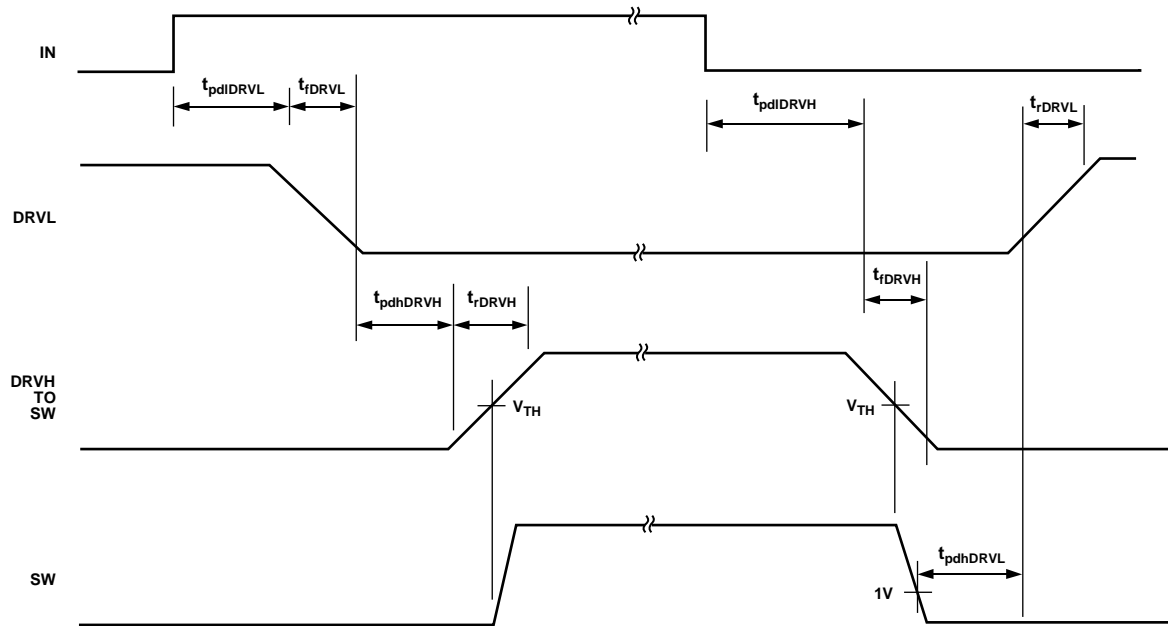 IN
tpdlDRVL
tfDRVL
tpdlDRVH
trDRVL
DRVL
tfDRVH
tpdhDRVH
trDRVH
DRVH
TO
SW
VTH
VTH
tpdhDRVL
SW
1V